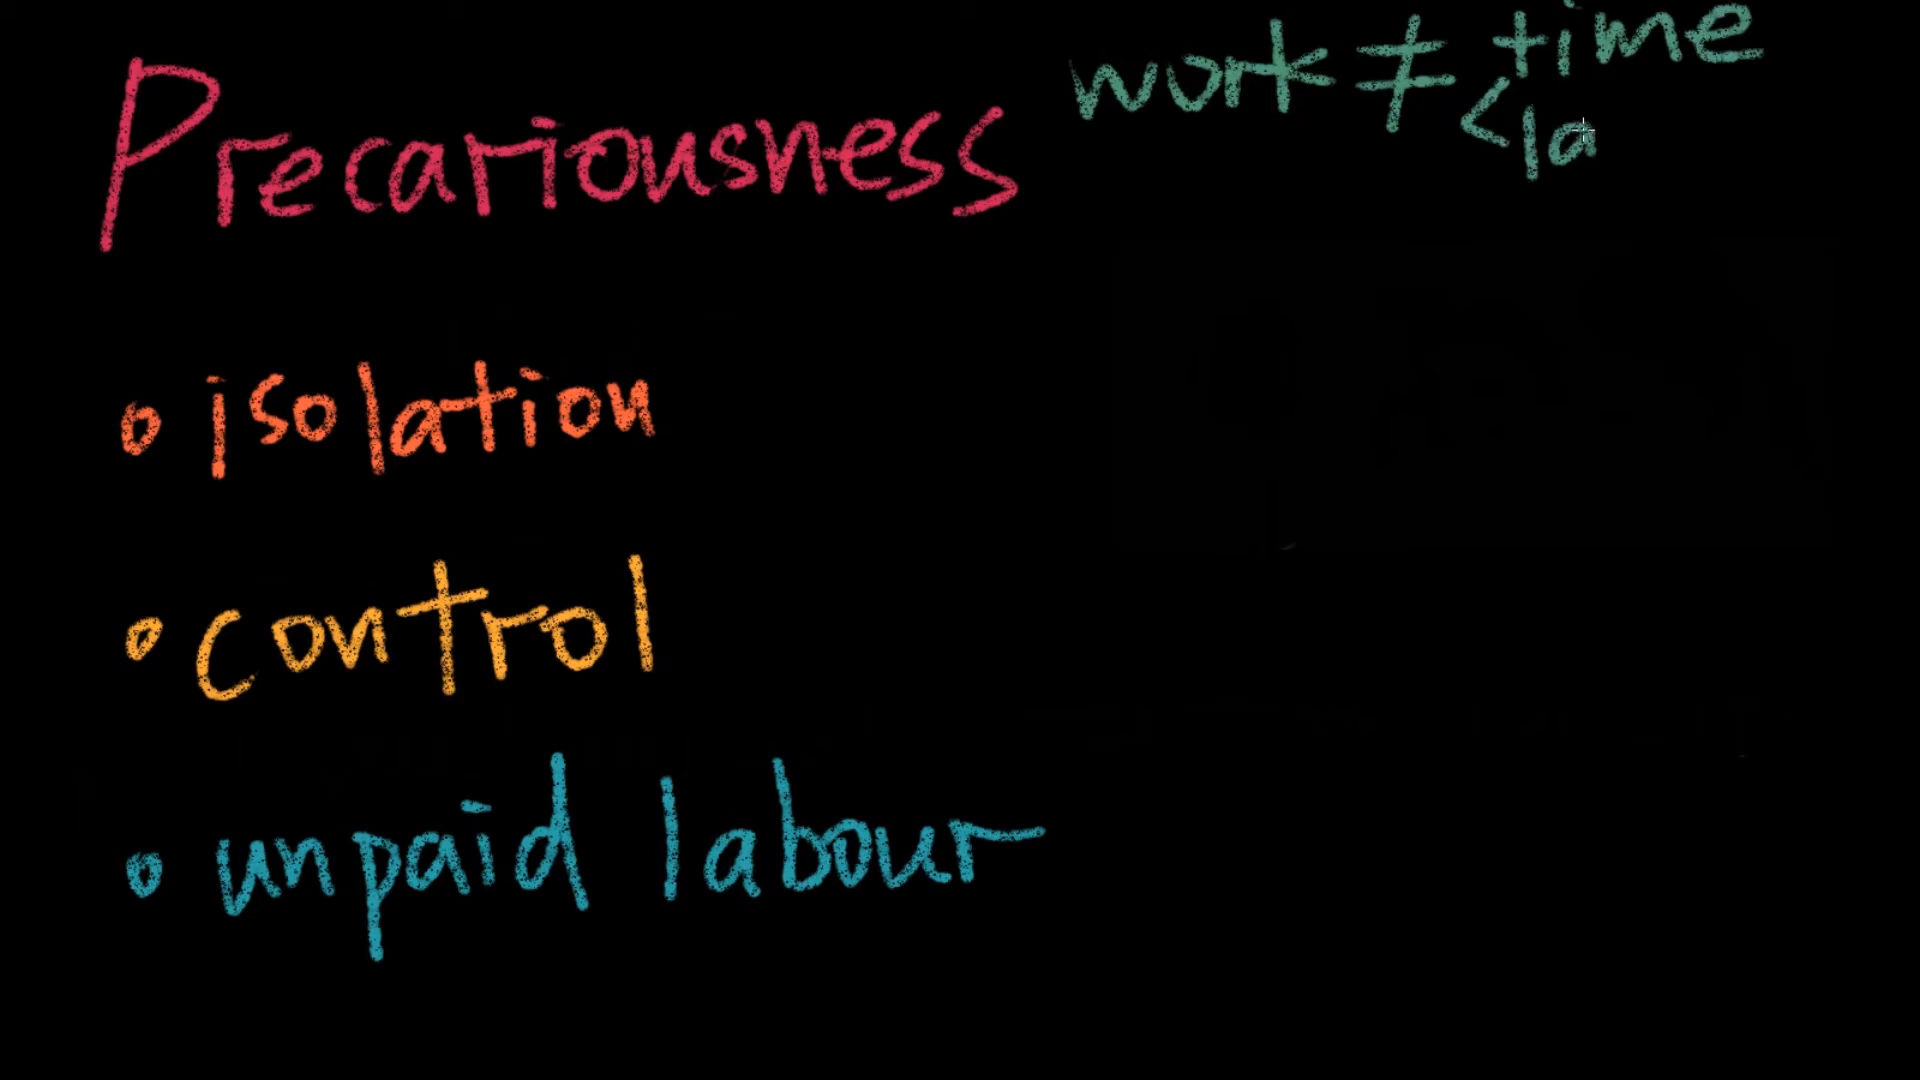 Precariousness
work ≠ time
<la
o isolation
o control
o unpaid labour